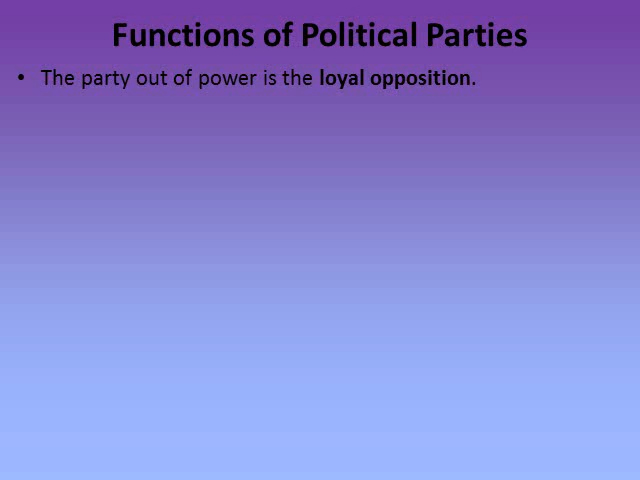 Functions of Political Parties
• The party out of power is the loyal opposition.